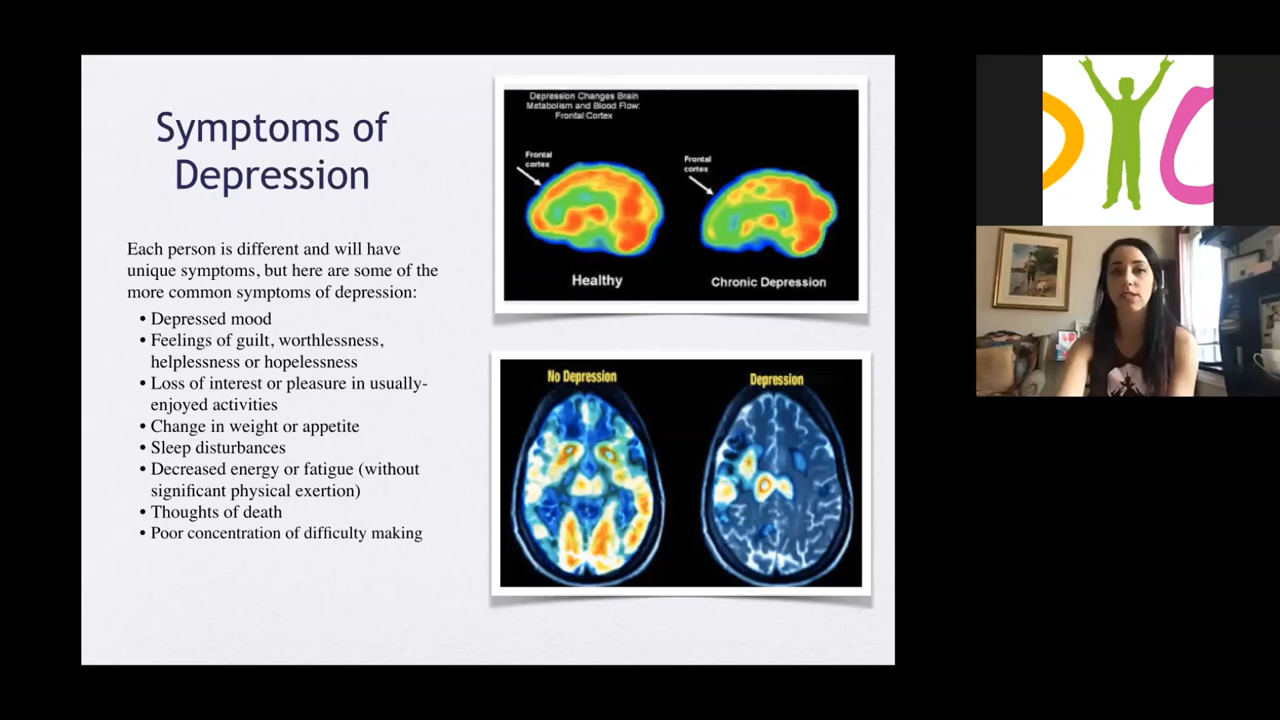 Symptoms of
Depression
Each person is different and will have
unique symptoms, but here are some of the
more common symptoms of depression:
• Depressed mood
• Feelings of guilt, worthlessness,
helplessness or hopelessness
• Loss of interest or pleasure in usually-
enjoyed activities
• Change in weight or appetite
• Sleep disturbances
• Decreased energy or fatigue (without
significant physical exertion)
• Thoughts of death
• Poor concentration of difficulty making
Depression Changes Brain
Metabolism and Blood Flow:
Frontal Cortex
Frontal
cortex
Frontal
cortex
Healthy
Chronic Depression
No Depression
Depression